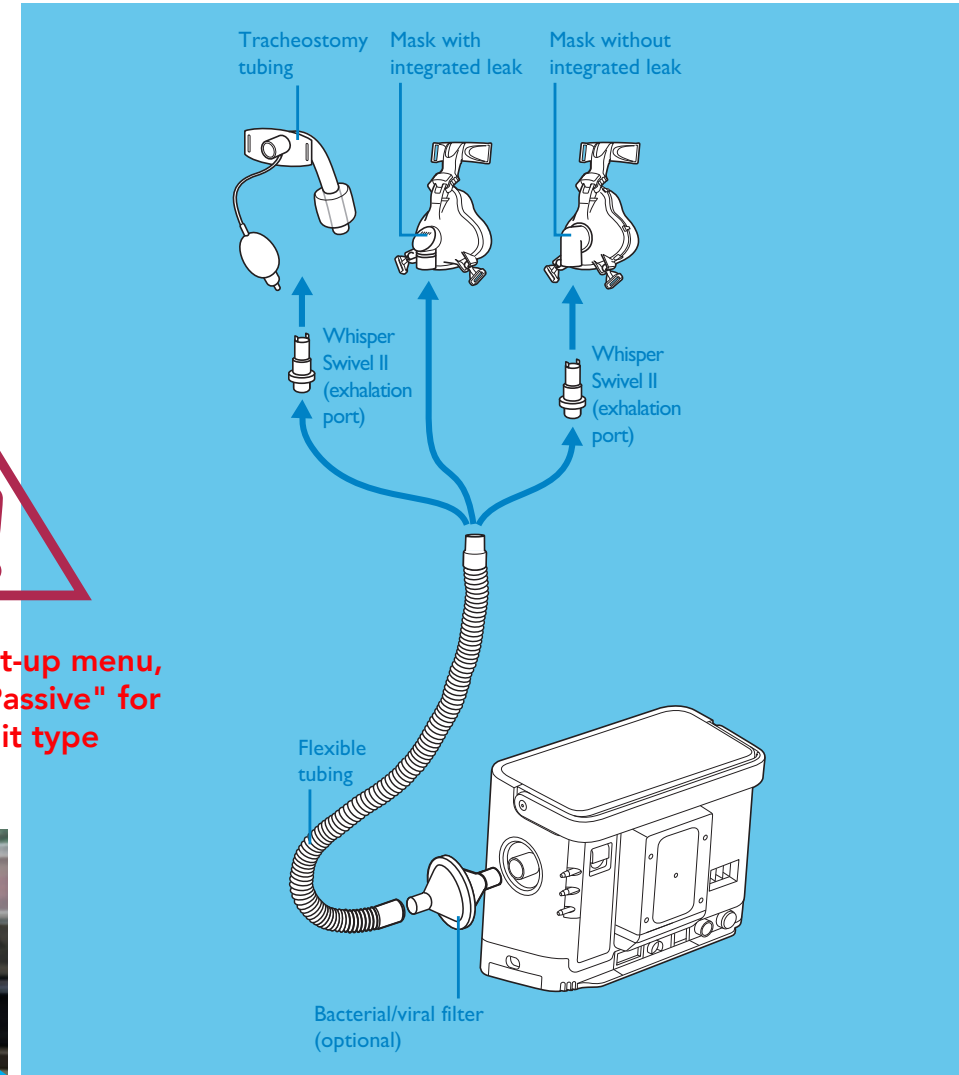 Tracheostomy
tubing
Mask with
integrated leak
Mask without
integrated leak
Whisper
Swivel II
(exhalation
port)
Whisper
Swivel II
(exhalation
port)
t-up menu,
Passive" for
it type
Flexible
tubing
Bacterial/viral filter
(optional)